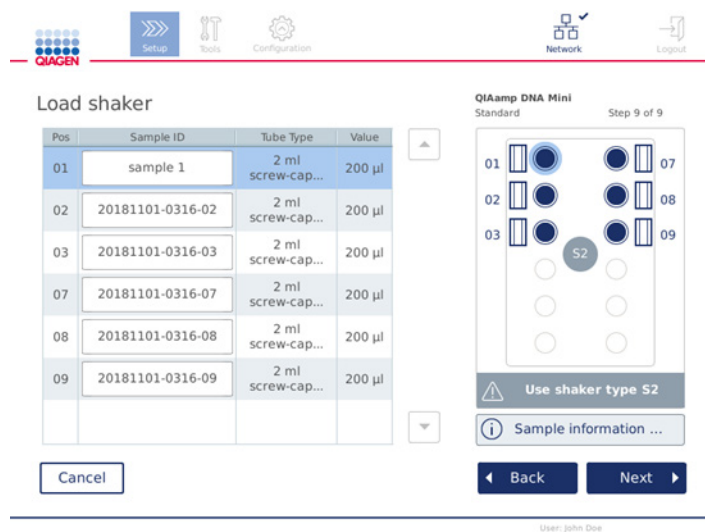 QIAGEN
Setup
Tools
Configuration
Network
Logout
Load shaker
QIAamp DNA Mini
Standard Step 9 of 9
Pos Sample ID Tube Type Value
01 sample 1 2 ml screw-cap... 200 µl
02 20181101-0316-02 2 ml screw-cap... 200 µl
03 20181101-0316-03 2 ml screw-cap... 200 µl
07 20181101-0316-07 2 ml screw-cap... 200 µl
08 20181101-0316-08 2 ml screw-cap... 200 µl
09 20181101-0316-09 2 ml screw-cap... 200 µl
01 07
02 08
03 09
S2
Use shaker type S2
Sample information ...
Cancel
Back
Next
User: John Doe